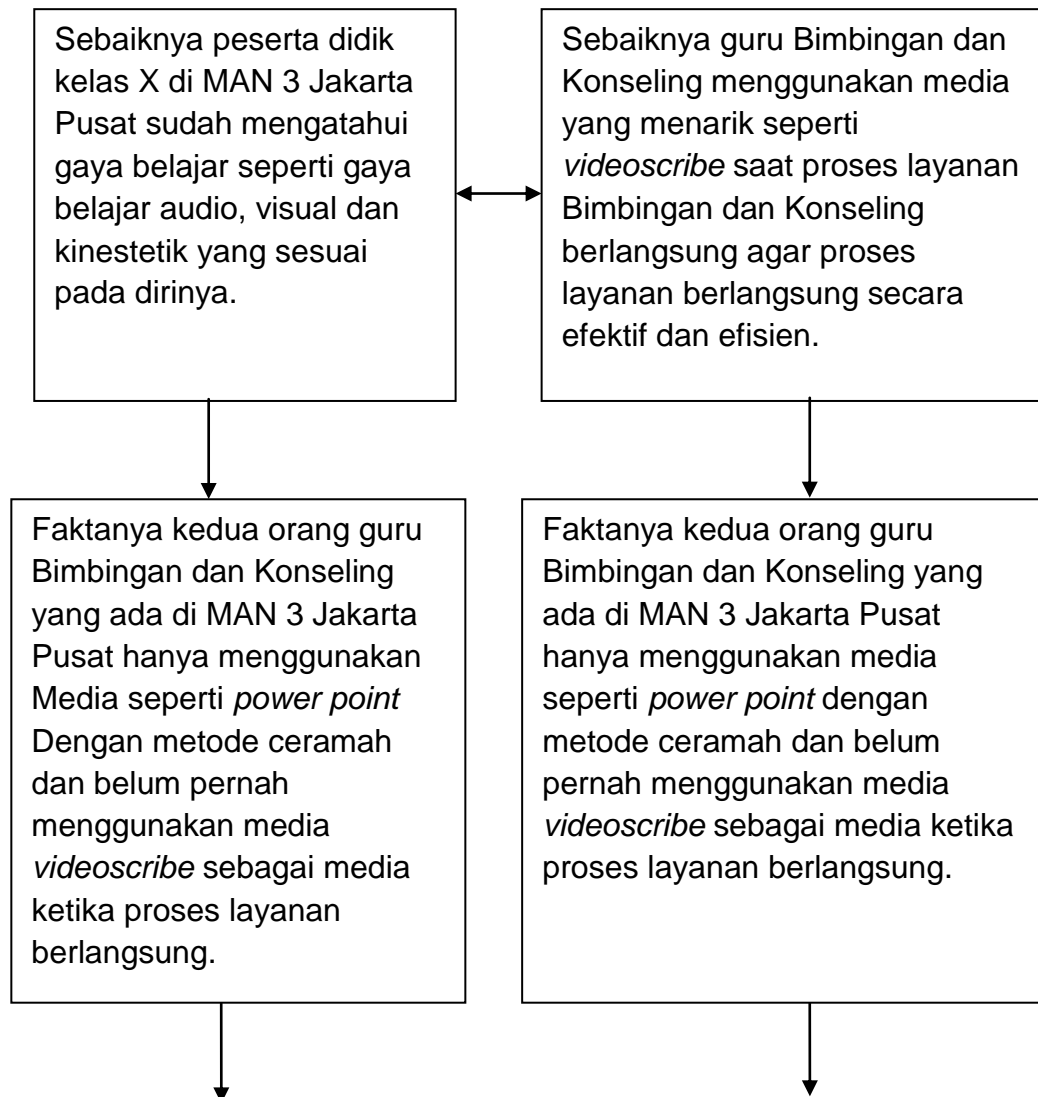 Sebaiknya peserta didik
kelas X di MAN 3 Jakarta
Pusat sudah mengatahui
gaya belajar seperti gaya
belajar audio, visual dan
kinestetik yang sesuai
pada dirinya.
Sebaiknya guru Bimbingan dan
Konseling menggunakan media
yang menarik seperti
videoscribe saat proses layanan
Bimbingan dan Konseling
berlangsung agar proses
layanan berlangsung secara
efektif dan efisien.
Faktanya kedua orang guru
Bimbingan dan Konseling
yang ada di MAN 3 Jakarta
Pusat hanya menggunakan
Media seperti power point
Dengan metode ceramah
dan belum pernah
menggunakan media
videoscribe sebagai media
ketika proses layanan
berlangsung.
Faktanya kedua orang guru
Bimbingan dan Konseling yang
ada di MAN 3 Jakarta Pusat
hanya menggunakan media
seperti power point dengan
metode ceramah dan belum
pernah menggunakan media
videoscribe sebagai media ketika
proses layanan berlangsung.